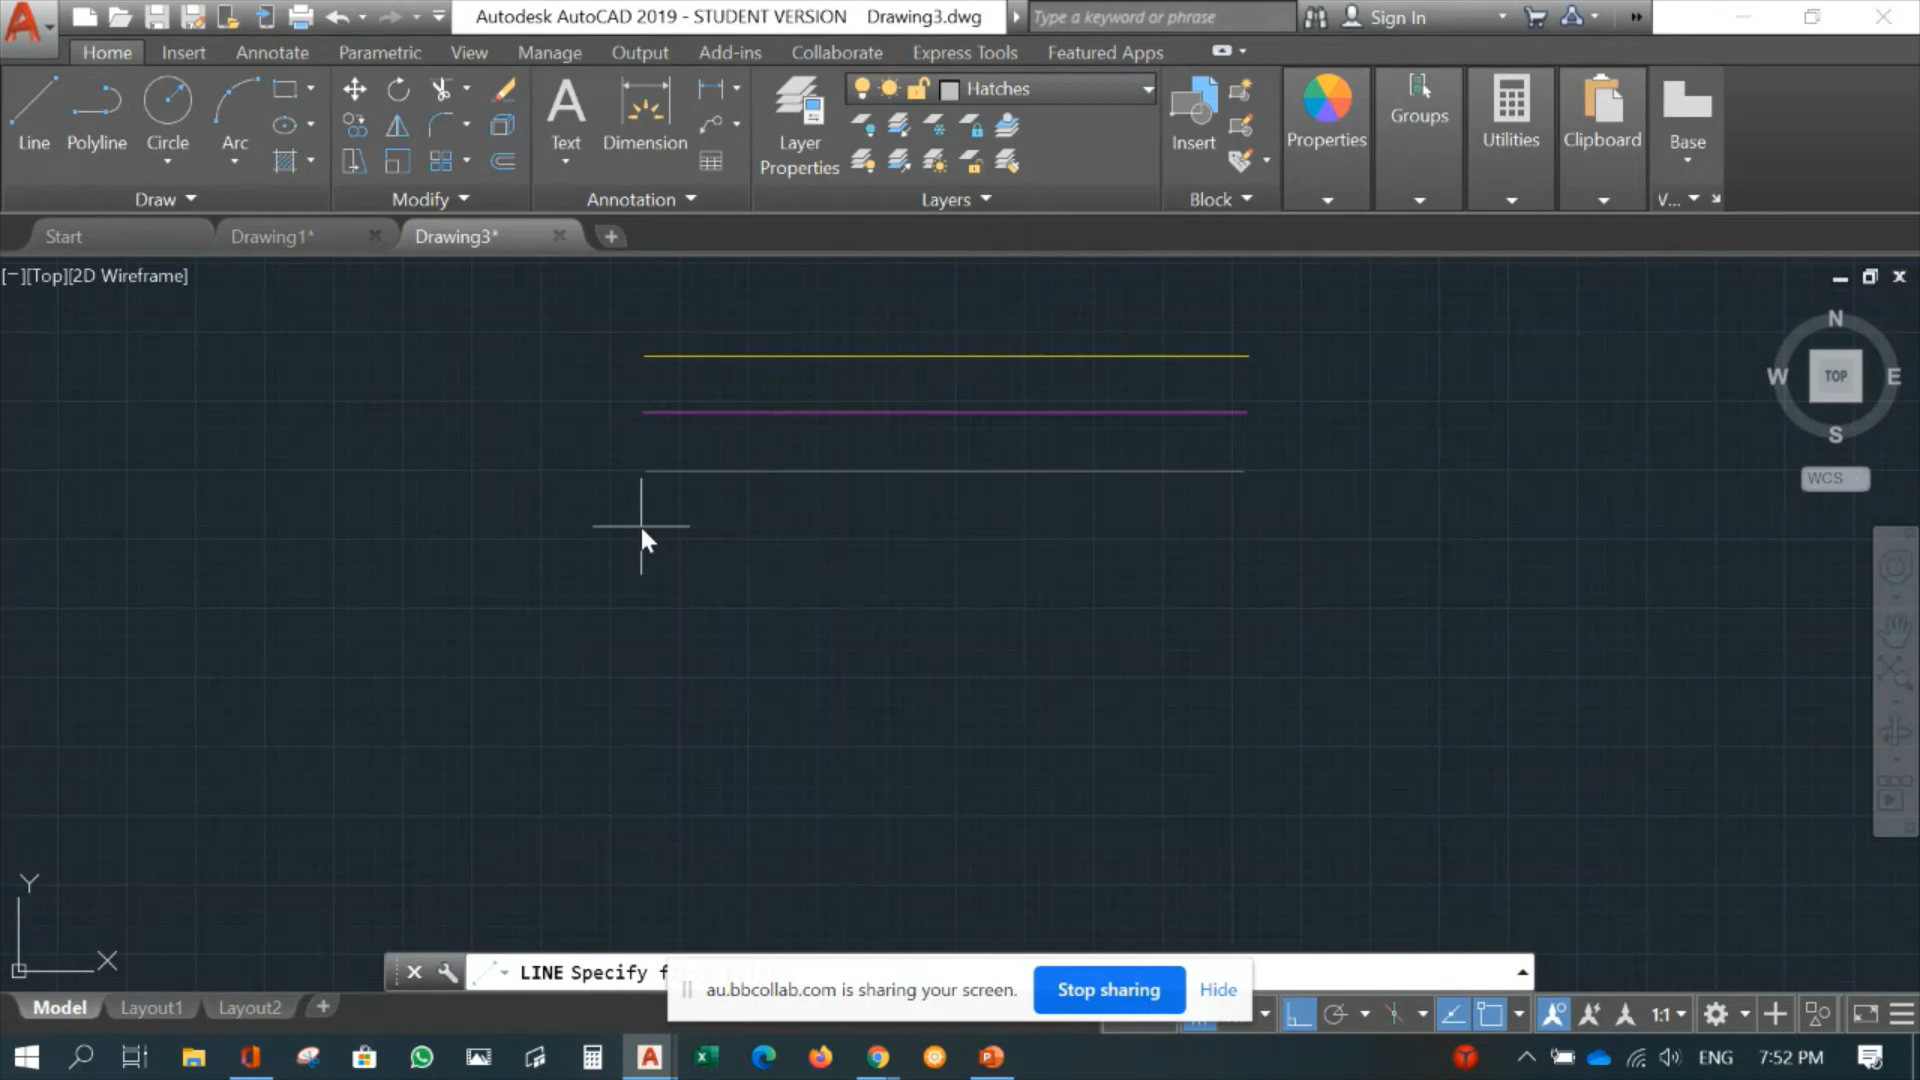 Autodesk AutoCAD 2019 - STUDENT VERSION Drawing3.dwg
Type a keyword or phrase
Sign In
Home Insert Annotate Parametric View Manage Output Add-ins Collaborate Express Tools Featured Apps
Hatches
Line Polyline Circle Arc
Text Dimension
Layer Properties
Insert
Properties
Groups
Utilities
Clipboard
Base
Draw Modify Annotation Layers Block V...
Start Drawing1* Drawing3*
[−][Top][2D Wireframe]
N
W TOP E
S
WCS
Y
X
LINE Specify f
au.bbcollab.com is sharing your screen. Stop sharing Hide
Model Layout1 Layout2
1:1
ENG 7:52 PM